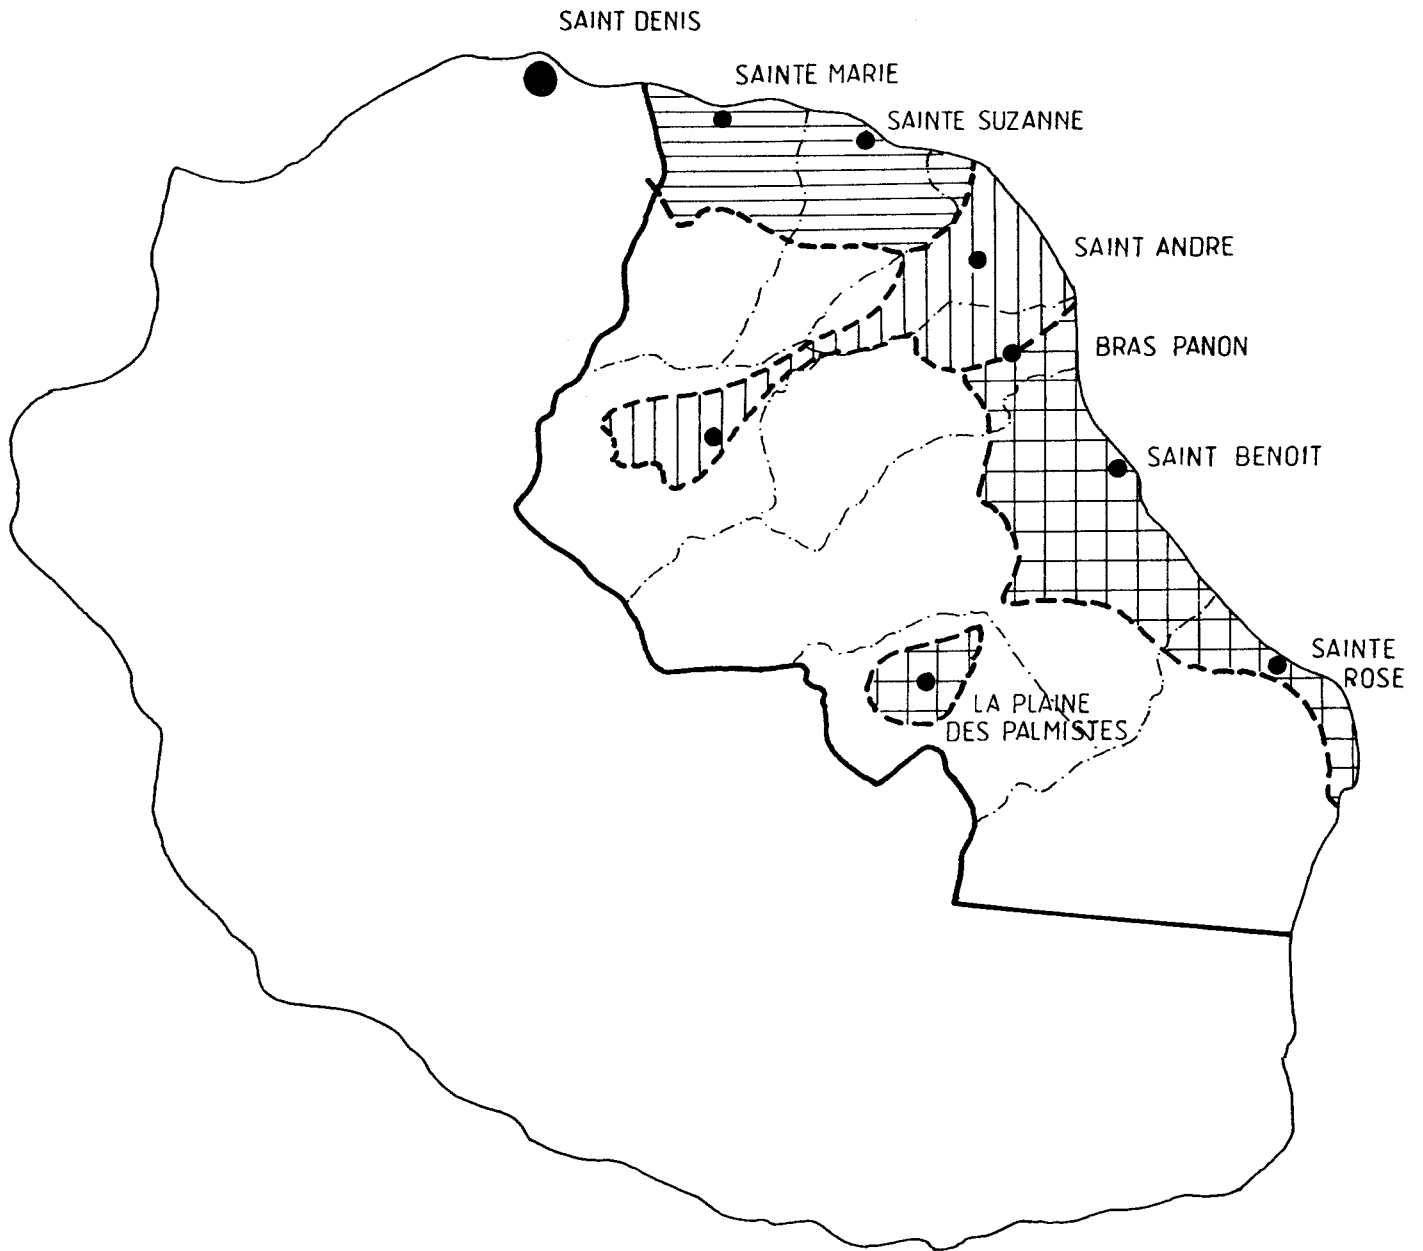 SAINT DENIS
SAINTE MARIE
SAINTE SUZANNE
SAINT ANDRE
BRAS PANON
SAINT BENOIT
SAINTE
ROSE
LA PLAINE
DES PALMISTES